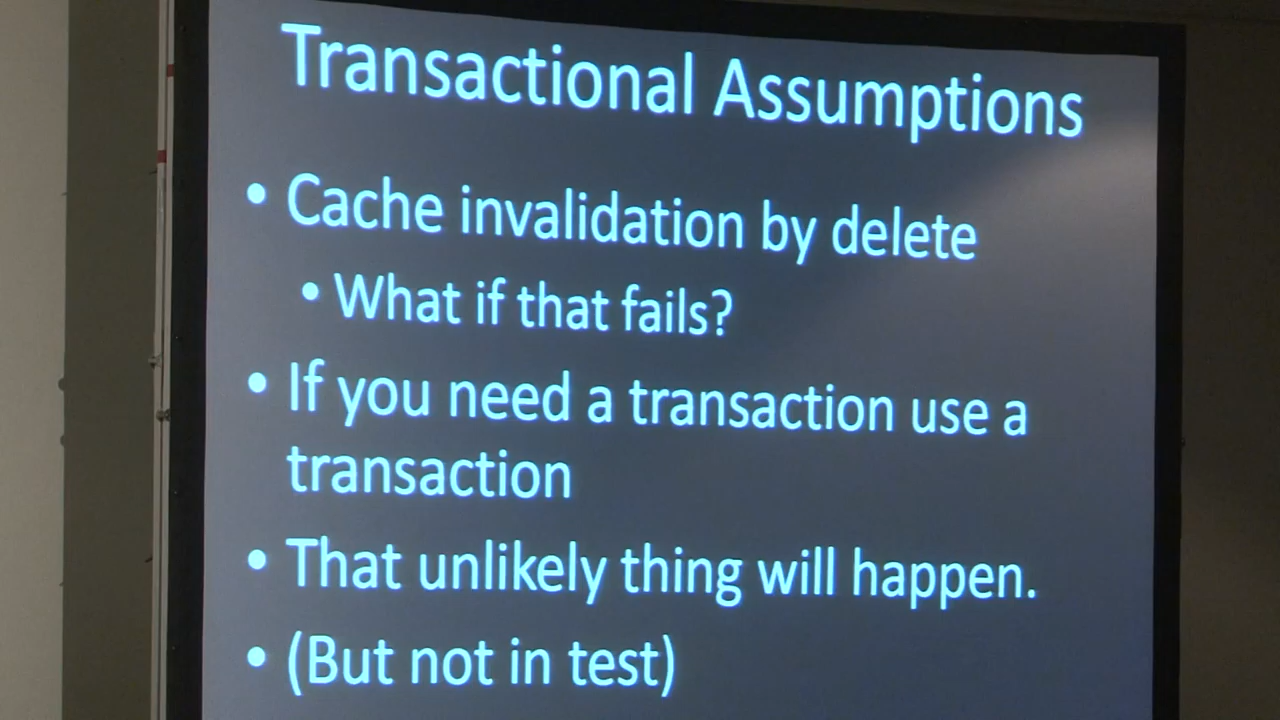 Transactional Assumptions
• Cache invalidation by delete
• What if that fails?
• If you need a transaction use a
transaction
• That unlikely thing will happen.
• (But not in test)